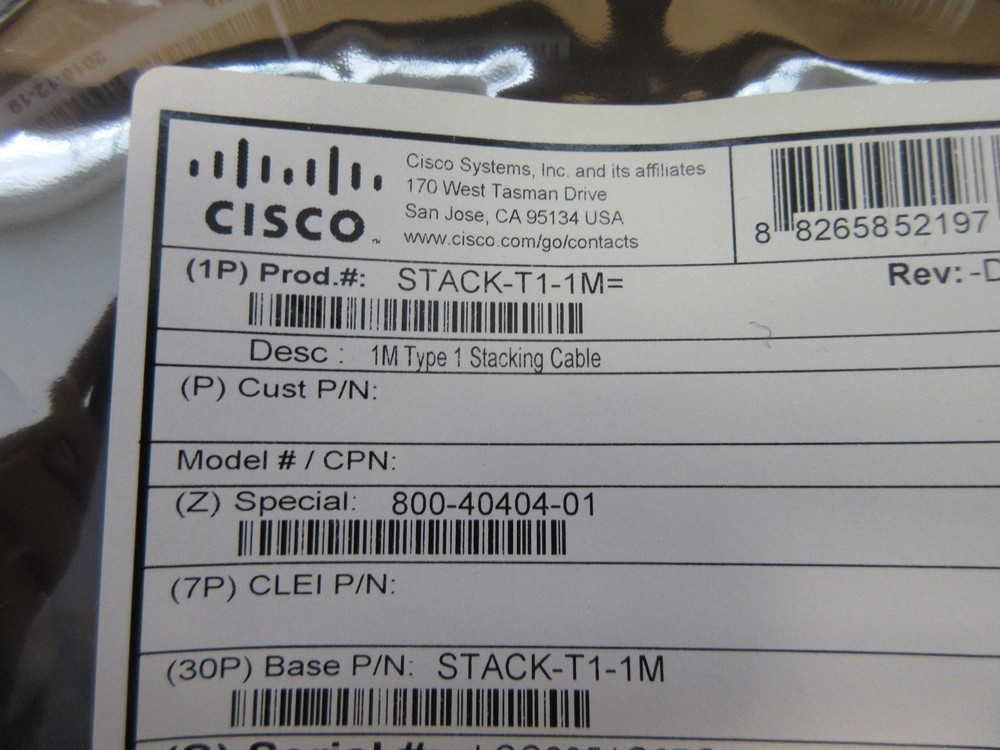 CISCO
Cisco Systems, Inc. and its affiliates
170 West Tasman Drive
San Jose, CA 95134 USA
www.cisco.com/go/contacts
8 82658 52197
(1P) Prod.#: STACK-T1-1M=
Rev: -D
Desc : 1M Type 1 Stacking Cable
(P) Cust P/N:
Model # / CPN:
(Z) Special: 800-40404-01
(7P) CLEI P/N:
(30P) Base P/N: STACK-T1-1M